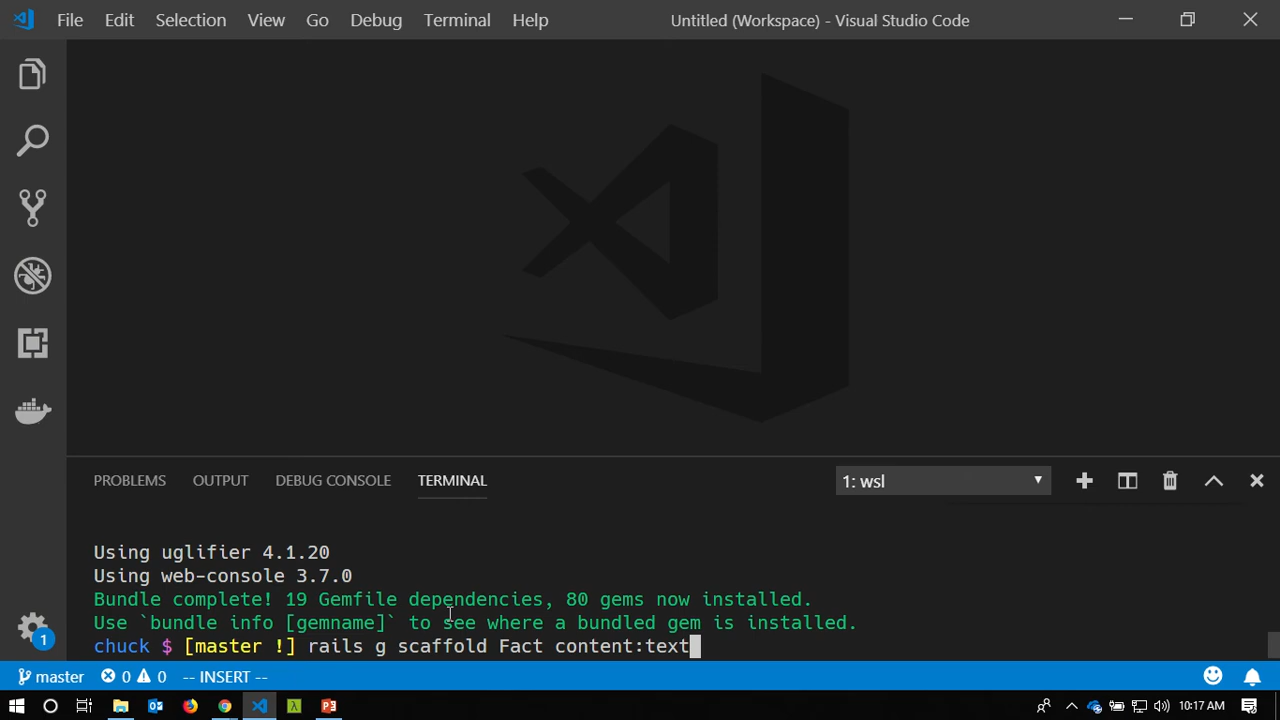 File Edit Selection View Go Debug Terminal Help Untitled (Workspace) - Visual Studio Code
PROBLEMS OUTPUT DEBUG CONSOLE TERMINAL 1: wsl
Using uglifier 4.1.20
Using web-console 3.7.0
Bundle complete! 19 Gemfile dependencies, 80 gems now installed.
Use `bundle info [gemname]` to see where a bundled gem is installed.
chuck $ [master !] rails g scaffold Fact content:text
1
master 0 0 -- INSERT --
10:17 AM